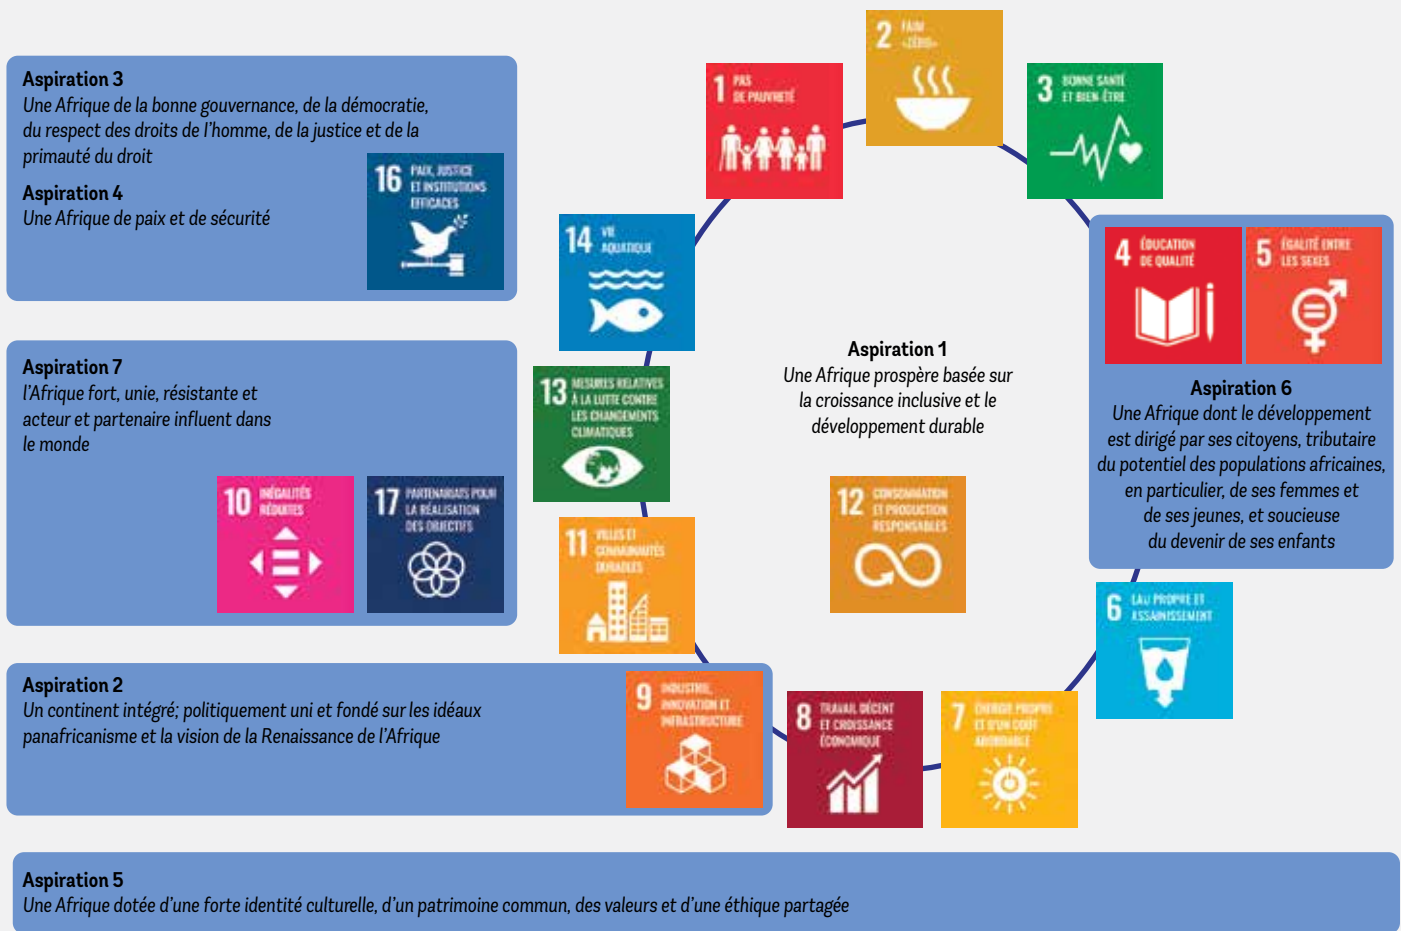 Aspiration 3
Une Afrique de la bonne gouvernance, de la démocratie,
du respect des droits de l’homme, de la justice et de la
primauté du droit
Aspiration 4
Une Afrique de paix et de sécurité
16 PAIX, JUSTICE
ET INSTITUTIONS
EFFICACES
1 PAS
DE PAUVRETÉ
2 FAIM
«ZÉRO»
3 BONNE SANTÉ
ET BIEN-ÊTRE
14 VIE
AQUATIQUE
4 ÉDUCATION
DE QUALITÉ
5 ÉGALITÉ ENTRE
LES SEXES
Aspiration 7
l’Afrique fort, unie, résistante et
acteur et partenaire influent dans
le monde
10 INÉGALITÉS
RÉDUITES
17 PARTENARIATS POUR
LA RÉALISATION
DES OBJECTIFS
13 MESURES RELATIVES
À LA LUTTE CONTRE
LES CHANGEMENTS
CLIMATIQUES
Aspiration 1
Une Afrique prospère basée sur
la croissance inclusive et le
développement durable
12 CONSOMMATION
ET PRODUCTION
RESPONSABLES
Aspiration 6
Une Afrique dont le développement
est dirigé par ses citoyens, tributaire
du potentiel des populations africaines,
en particulier, de ses femmes et
de ses jeunes, et soucieuse
du devenir de ses enfants
11 VILLES ET
COMMUNAUTÉS
DURABLES
6 EAU PROPRE ET
ASSAINISSEMENT
Aspiration 2
Un continent intégré; politiquement uni et fondé sur les idéaux
panafricanisme et la vision de la Renaissance de l’Afrique
9 INDUSTRIE,
INNOVATION ET
INFRASTRUCTURE
8 TRAVAIL DÉCENT
ET CROISSANCE
ÉCONOMIQUE
7 ÉNERGIE PROPRE
ET D'UN COÛT
ABORDABLE
Aspiration 5
Une Afrique dotée d’une forte identité culturelle, d’un patrimoine commun, des valeurs et d’une éthique partagée